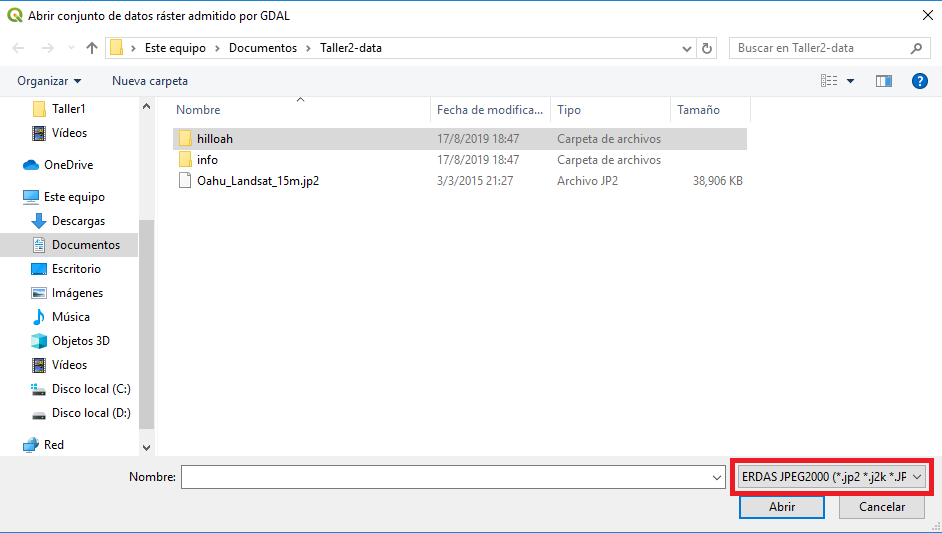 Abrir conjunto de datos ráster admitido por GDAL
Este equipo > Documentos > Taller2-data
Buscar en Taller2-data
Organizar
Nueva carpeta
Nombre Fecha de modifica... Tipo Tamaño
Taller1
Vídeos
OneDrive
Este equipo
Descargas
Documentos
Escritorio
Imágenes
Música
Objetos 3D
Vídeos
Disco local (C:)
Disco local (D:)
Red
hilloah 17/8/2019 18:47 Carpeta de archivos
info 17/8/2019 18:47 Carpeta de archivos
Oahu_Landsat_15m.jp2 3/3/2015 21:27 Archivo JP2 38,906 KB
Nombre:
ERDAS JPEG2000 (*.jp2 *.j2k *.JP
Abrir
Cancelar